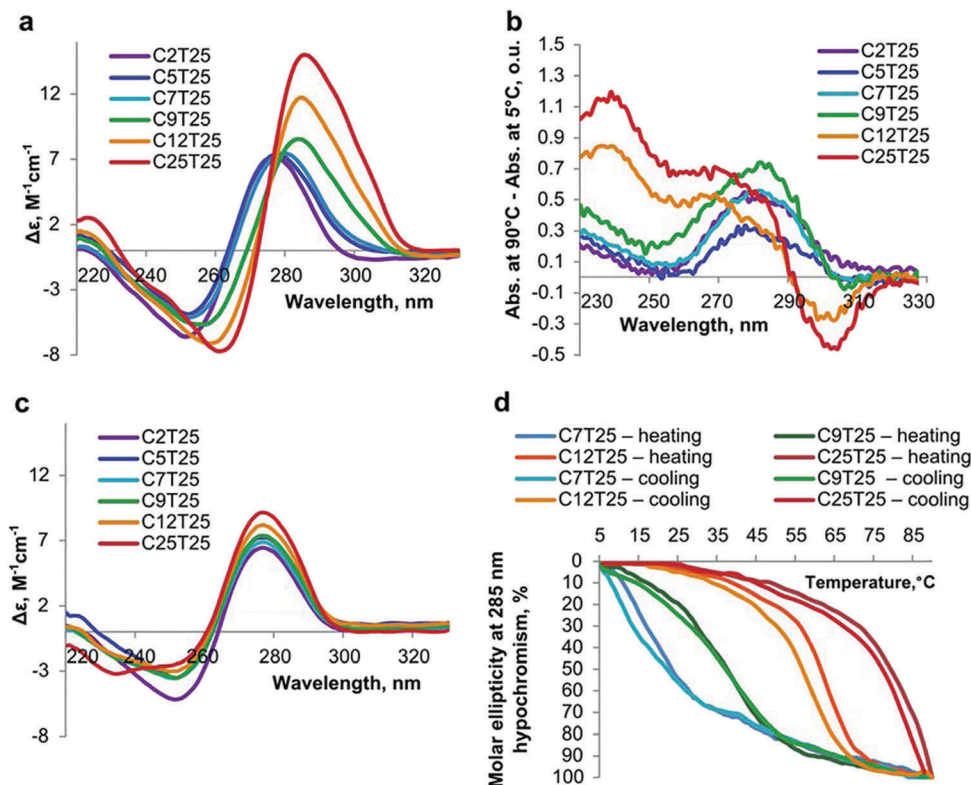 a
Δε, M⁻¹cm⁻¹
12
7
2
-3
-8
C2T25
C5T25
C7T25
C9T25
C12T25
C25T25
220 240 260 280 300 320
Wavelength, nm
b
Abs. at 90°C - Abs. at 5°C, o.u.
1.5
1.3
1.1
0.9
0.7
0.5
0.3
0.1
-0.1
-0.3
-0.5
C2T25
C5T25
C7T25
C9T25
C12T25
C25T25
230 250 270 290 310 330
Wavelength, nm
c
Δε, M⁻¹cm⁻¹
12
7
2
-3
-8
C2T25
C5T25
C7T25
C9T25
C12T25
C25T25
220 240 260 280 300 320
Wavelength, nm
d
C7T25 – heating
C12T25 – heating
C7T25 – cooling
C12T25 – cooling
C9T25 – heating
C25T25 – heating
C9T25 – cooling
C25T25 – cooling
5 15 25 35 45 55 65 75 85
Temperature,°C
Molar ellipticity at 285 nm
hypochromism, %
0
10
20
30
40
50
60
70
80
90
100